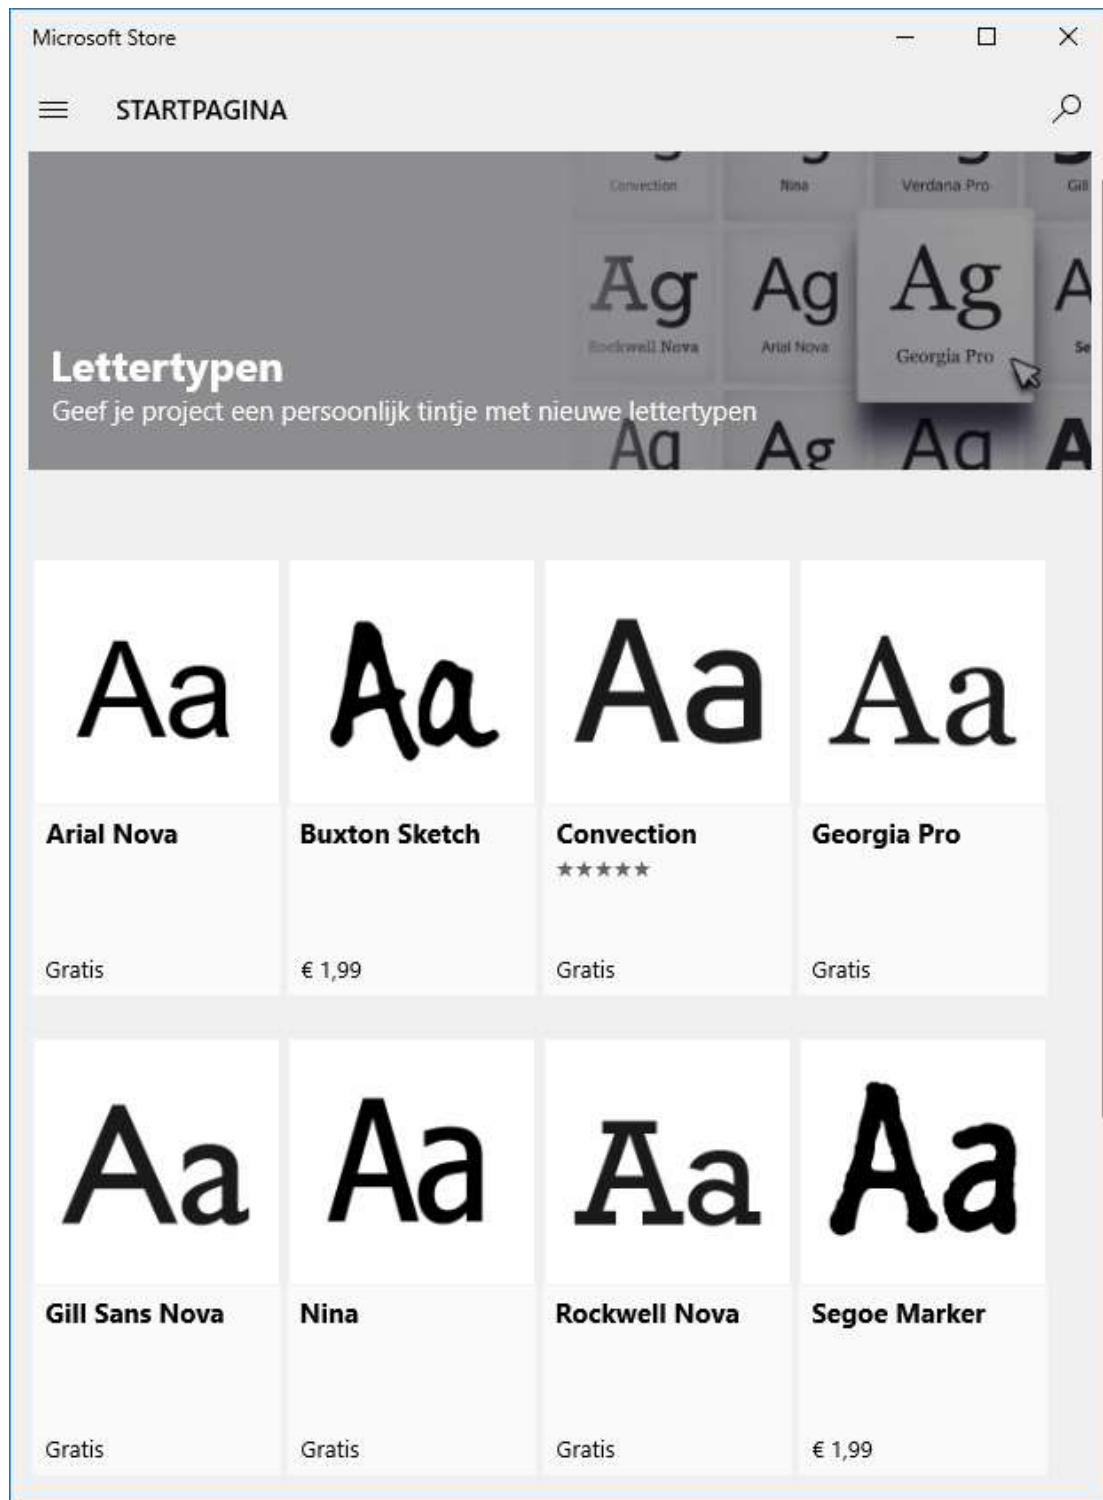 Microsoft Store
STARTPAGINA
Convection
Nina
Verdana Pro
Gill
Ag
Ag
Ag
A
Rockwell Nova
Arial Nova
Georgia Pro
Se
Lettertypen
Geef je project een persoonlijk tintje met nieuwe lettertypen
Ag
Ag
Ag
A
Aa
Aa
Aa
Aa
Arial Nova
Buxton Sketch
Convection
Georgia Pro
★★★★★
Gratis
€ 1,99
Gratis
Gratis
Aa
Aa
Aa
Aa
Gill Sans Nova
Nina
Rockwell Nova
Segoe Marker
Gratis
Gratis
Gratis
€ 1,99